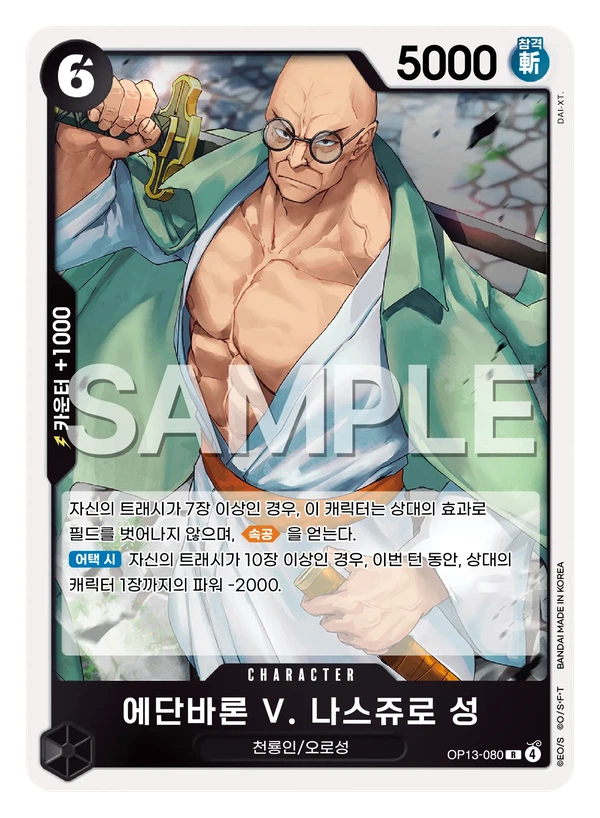 6
5000
참격
斬
DAI-XT.
⚡카운터 +1000
SAMPLE
자신의 트래시가 7장 이상인 경우, 이 캐릭터는 상대의 효과로
필드를 벗어나지 않으며, 속공 을 얻는다.
어택 시 자신의 트래시가 10장 이상인 경우, 이번 턴 동안, 상대의
캐릭터 1장까지의 파워 -2000.
CHARACTER
에단바론 V. 나스쥬로 성
천룡인/오로성
OP13-080 R 4
©EO/S ©O/S·F·T BANDAI MADE IN KOREA